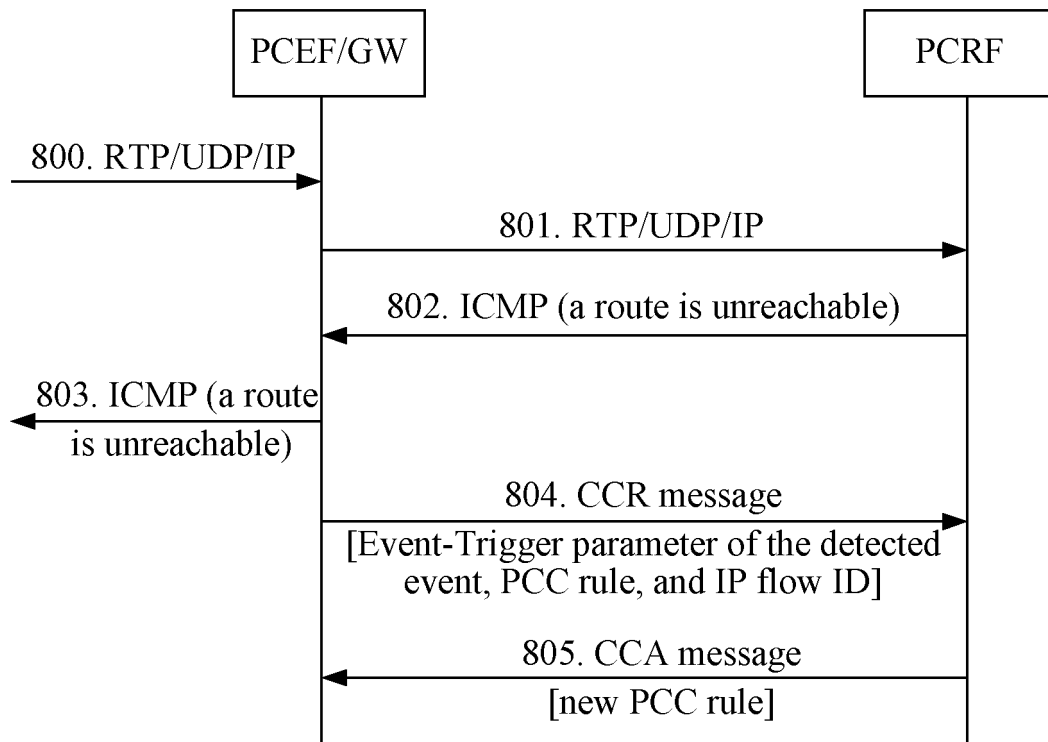 PCEF/GW
PCRF
800. RTP/UDP/IP
801. RTP/UDP/IP
802. ICMP (a route is unreachable)
803. ICMP (a route
is unreachable)
804. CCR message
[Event-Trigger parameter of the detected
event, PCC rule, and IP flow ID]
805. CCA message
[new PCC rule]